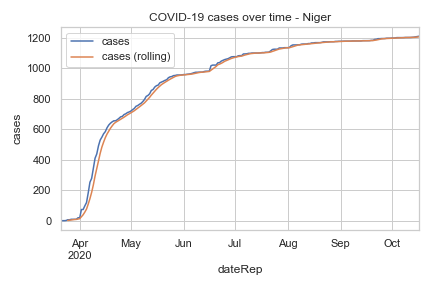 COVID-19 cases over time - Niger
cases
cases (rolling)
1200
1000
800
600
400
200
0
cases
Apr May Jun Jul Aug Sep Oct
2020
dateRep